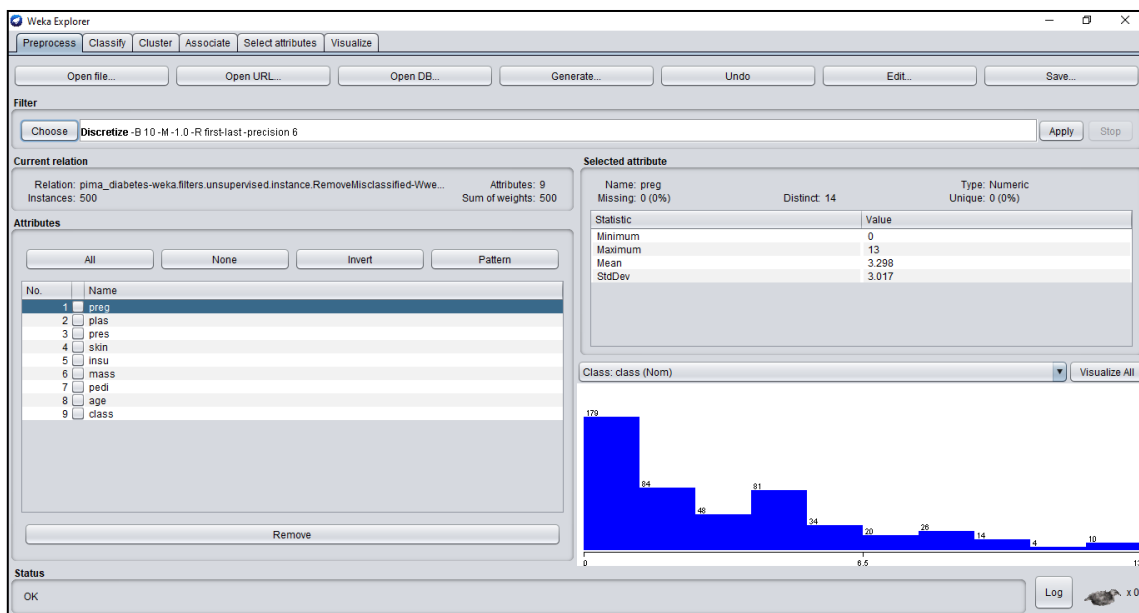 Weka Explorer
Preprocess Classify Cluster Associate Select attributes Visualize
Open file... Open URL... Open DB... Generate... Undo Edit... Save...
Filter
Choose Discretize -B 10 -M -1.0 -R first-last -precision 6 Apply Stop
Current relation
Relation: pima_diabetes-weka.filters.unsupervised.instance.RemoveMisclassified-Wwe... Attributes: 9
Instances: 500 Sum of weights: 500
Attributes
All None Invert Pattern
No. Name
1 preg
2 plas
3 pres
4 skin
5 insu
6 mass
7 pedi
8 age
9 class
Remove
Selected attribute
Name: preg Type: Numeric
Missing: 0 (0%) Distinct: 14 Unique: 0 (0%)
Statistic Value
Minimum 0
Maximum 13
Mean 3.298
StdDev 3.017
Class: class (Nom) Visualize All
179
84
48
81
34
20
26
14
4
10
0 6.5
Status
OK Log x 0